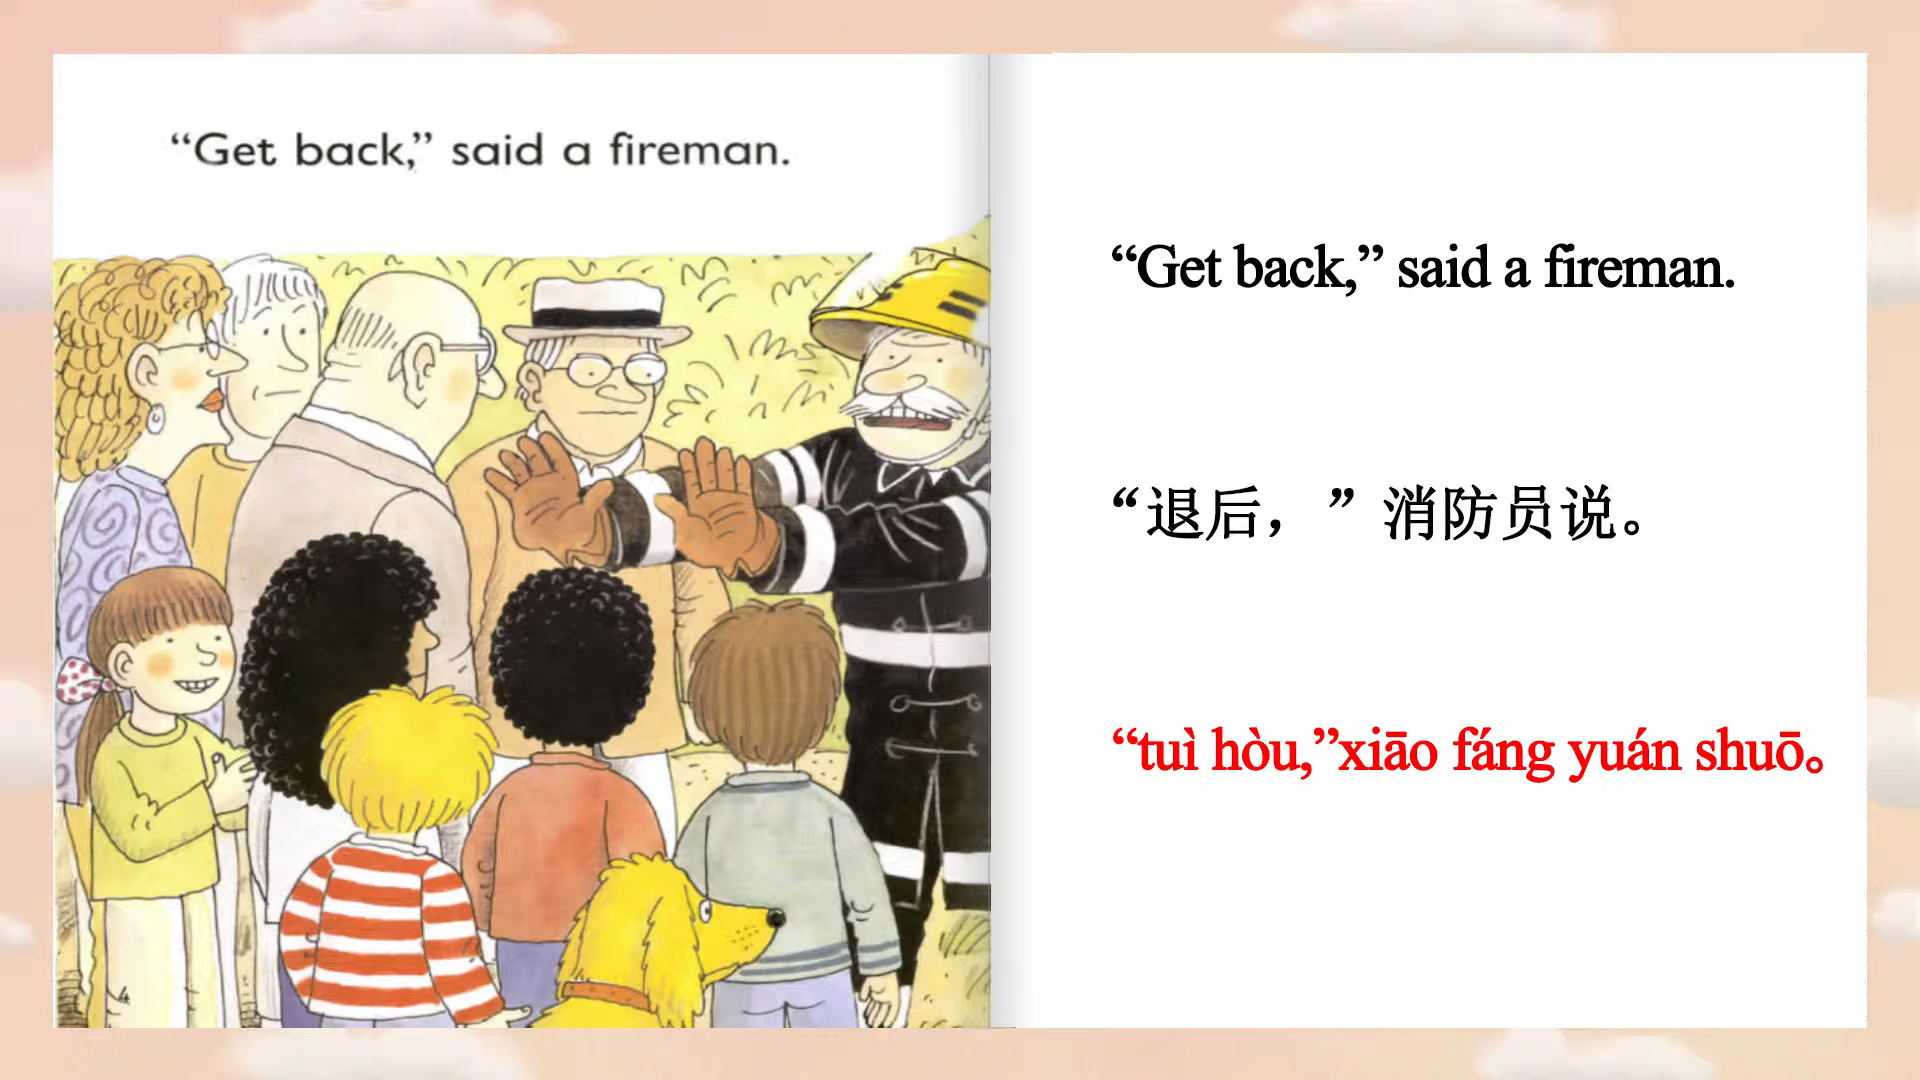 “Get back,” said a fireman.
“Get back,” said a fireman.
“退后，”消防员说。
“tuì hòu,”xiāo fáng yuán shuō。